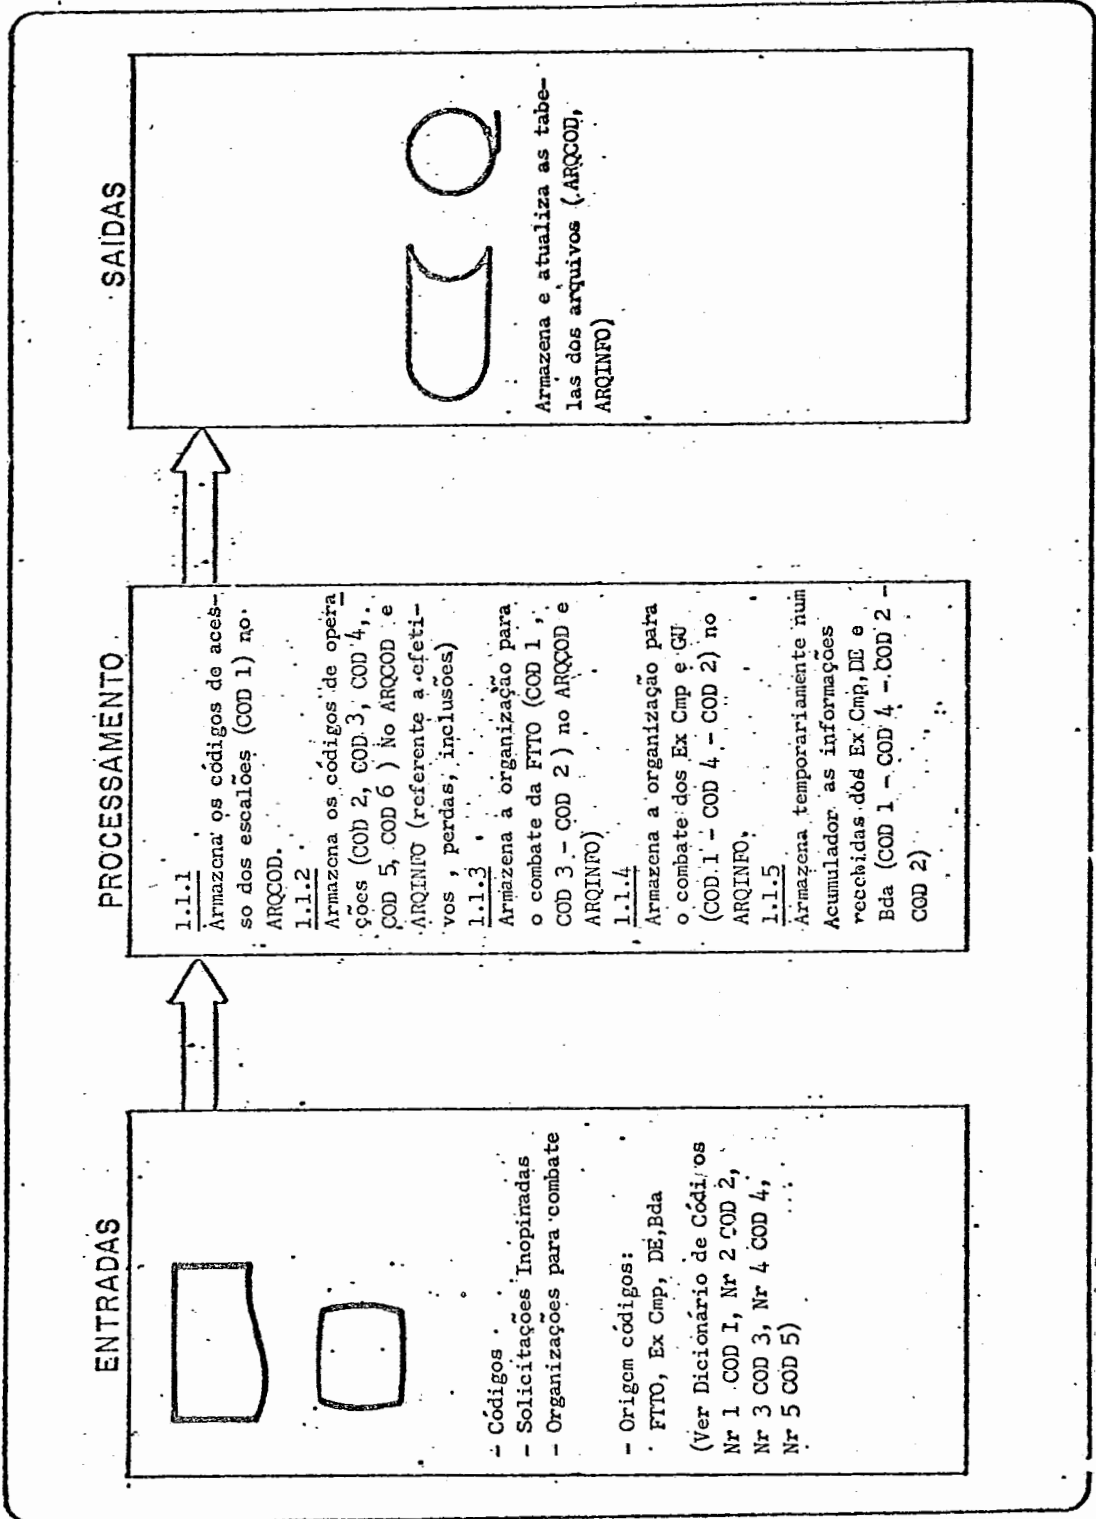 ENTRADAS
- Códigos
- Solicitações Inopinadas
- Organizações para combate
- Origem códigos:
FTTO, Ex Cmp, DE,Bda
(Ver Dicionário de Códi os
Nr 1 COD I, Nr 2 COD 2,
Nr 3 COD 3, Nr 4 COD 4,
Nr 5 COD 5)
PROCESSAMENTO
1.1.1
Armazena os códigos de aces-
so dos escalões (COD 1) no
ARQCOD.
1.1.2
Armazena os códigos de opera
ções (COD 2, COD 3, COD 4,
COD 5, COD 6 ) No ARQCOD e
ARQINFO (referente a efeti-
vos , perdas, inclusões)
1.1.3
Armazena a organização para
o combate da FTTO (COD 1 ,
COD 3 - COD 2 ) no ARQCOD e
ARQINFO)
1.1.4
Armazena a organização para
o combate dos Ex Cmp e GU
(COD 1 - COD 4 - COD 2) no
ARQINFO.
1.1.5
Armazena temporariamente num
Acumulador as informações
recebidas dos Ex Cmp, DE e
Bda (COD 1 - COD 4 - COD 2 -
COD 2)
SAÍDAS
Armazena e atualiza as tabe-
las dos arquivos (ARQCOD,
ARQINFO)